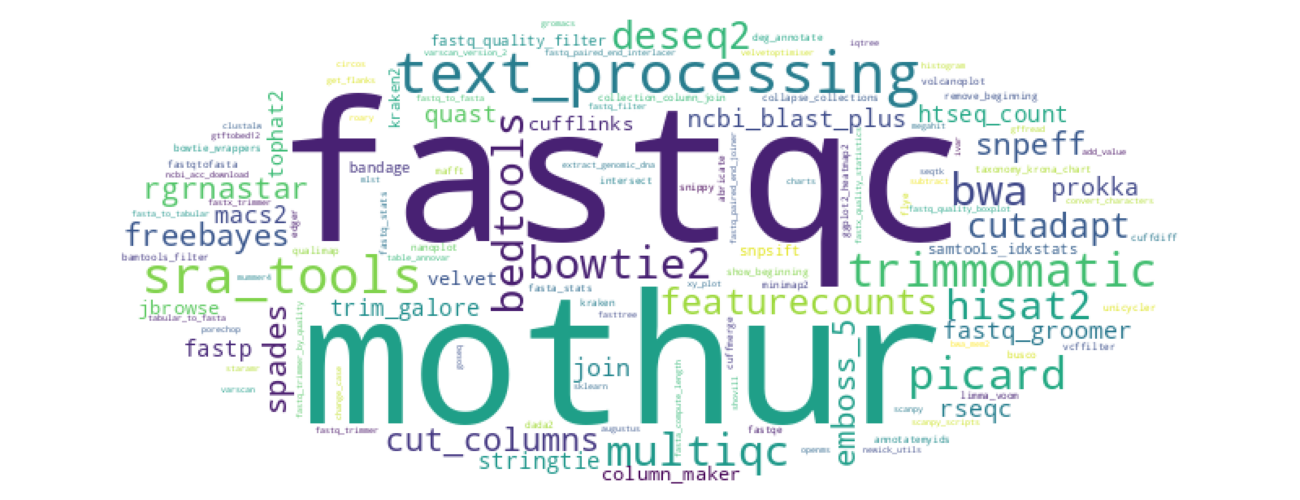 gromacs
fastq_quality_filter deseq2 deg_annotate
varscan_version_2 fastq_paired_end_interlacer velvetoptimiser iqtree
circos text_processing histogram
get_flanks kraken2 volcanoplot
tophat2 fastq_to_fasta collection_column_join collapse_collections remove_beginning
roary quast fastq_filter ncbi_blast_plus htseq_count
clustalw cufflinks megahit gffread
gtftobed12 fastqc snpeff add_value
bowtie_wrappers bedtools fastq_paired_end_joiner ggplot2_heatmap2 fastx_quality_statistics ivar
fastqtofasta bandage mafft extract_genomic_dna
ncbi_acc_download mlst intersect snippy abricate charts seqtk taxonomy_krona_chart
rgrnastar subtract bwa prokka
fastx_trimmer fastq_stats flye convert_characters
fasta_to_tabular macs2 edger fastq_quality_boxplot
freebayes nanoplot cutadapt cuffdiff
qualimap table_annovar snpsift samtools_idxstats
bamtools_filter sra_tools mummer4 velvet bowtie2 show_beginning trimmomatic
fasta_stats xy_plot minimap2
jbrowse trim_galore kraken featurecounts hisat2 unicycler
tabular_to_fasta fasttree
porechop mothur fastq_groomer
fastp spades fastq_trimmer_by_quality cuffmerge emboss_5 vcffilter
busco
staramr join picard
varscan change_case sklearn shovill fasta_compute_length limma_voom
rseqc scanpy
dada2 scanpy_scripts
fastq_trimmer cut_columns augustus fastqe annotatemyids
multiqc openms newick_utils
stringtie
column_maker